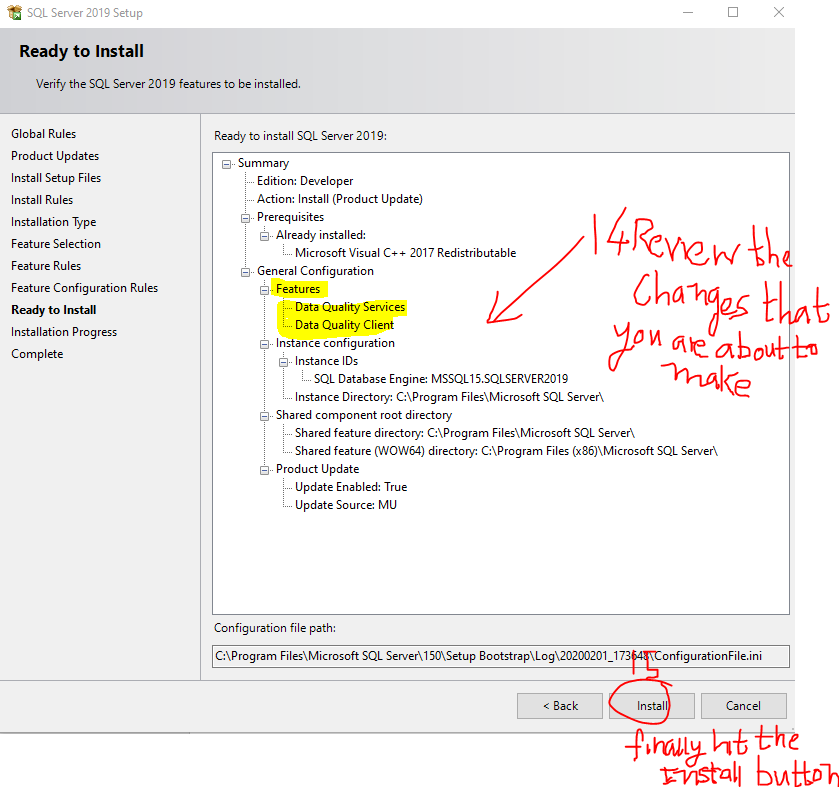 SQL Server 2019 Setup
Ready to Install
Verify the SQL Server 2019 features to be installed.
Global Rules
Product Updates
Install Setup Files
Install Rules
Installation Type
Feature Selection
Feature Rules
Feature Configuration Rules
Ready to Install
Installation Progress
Complete
Ready to install SQL Server 2019:
Summary
Edition: Developer
Action: Install (Product Update)
Prerequisites
Already installed:
Microsoft Visual C++ 2017 Redistributable
General Configuration
Features
Data Quality Services
Data Quality Client
Instance configuration
Instance IDs
SQL Database Engine: MSSQL15.SQLSERVER2019
Instance Directory: C:\Program Files\Microsoft SQL Server\
Shared component root directory
Shared feature directory: C:\Program Files\Microsoft SQL Server\
Shared feature (WOW64) directory: C:\Program Files (x86)\Microsoft SQL Server\
Product Update
Update Enabled: True
Update Source: MU
14 Review the
changes that
you are about to
make
Configuration file path:
C:\Program Files\Microsoft SQL Server\150\Setup Bootstrap\Log\20200201_173648\ConfigurationFile.ini
15
< Back
Install
Cancel
finally hit the
Install button